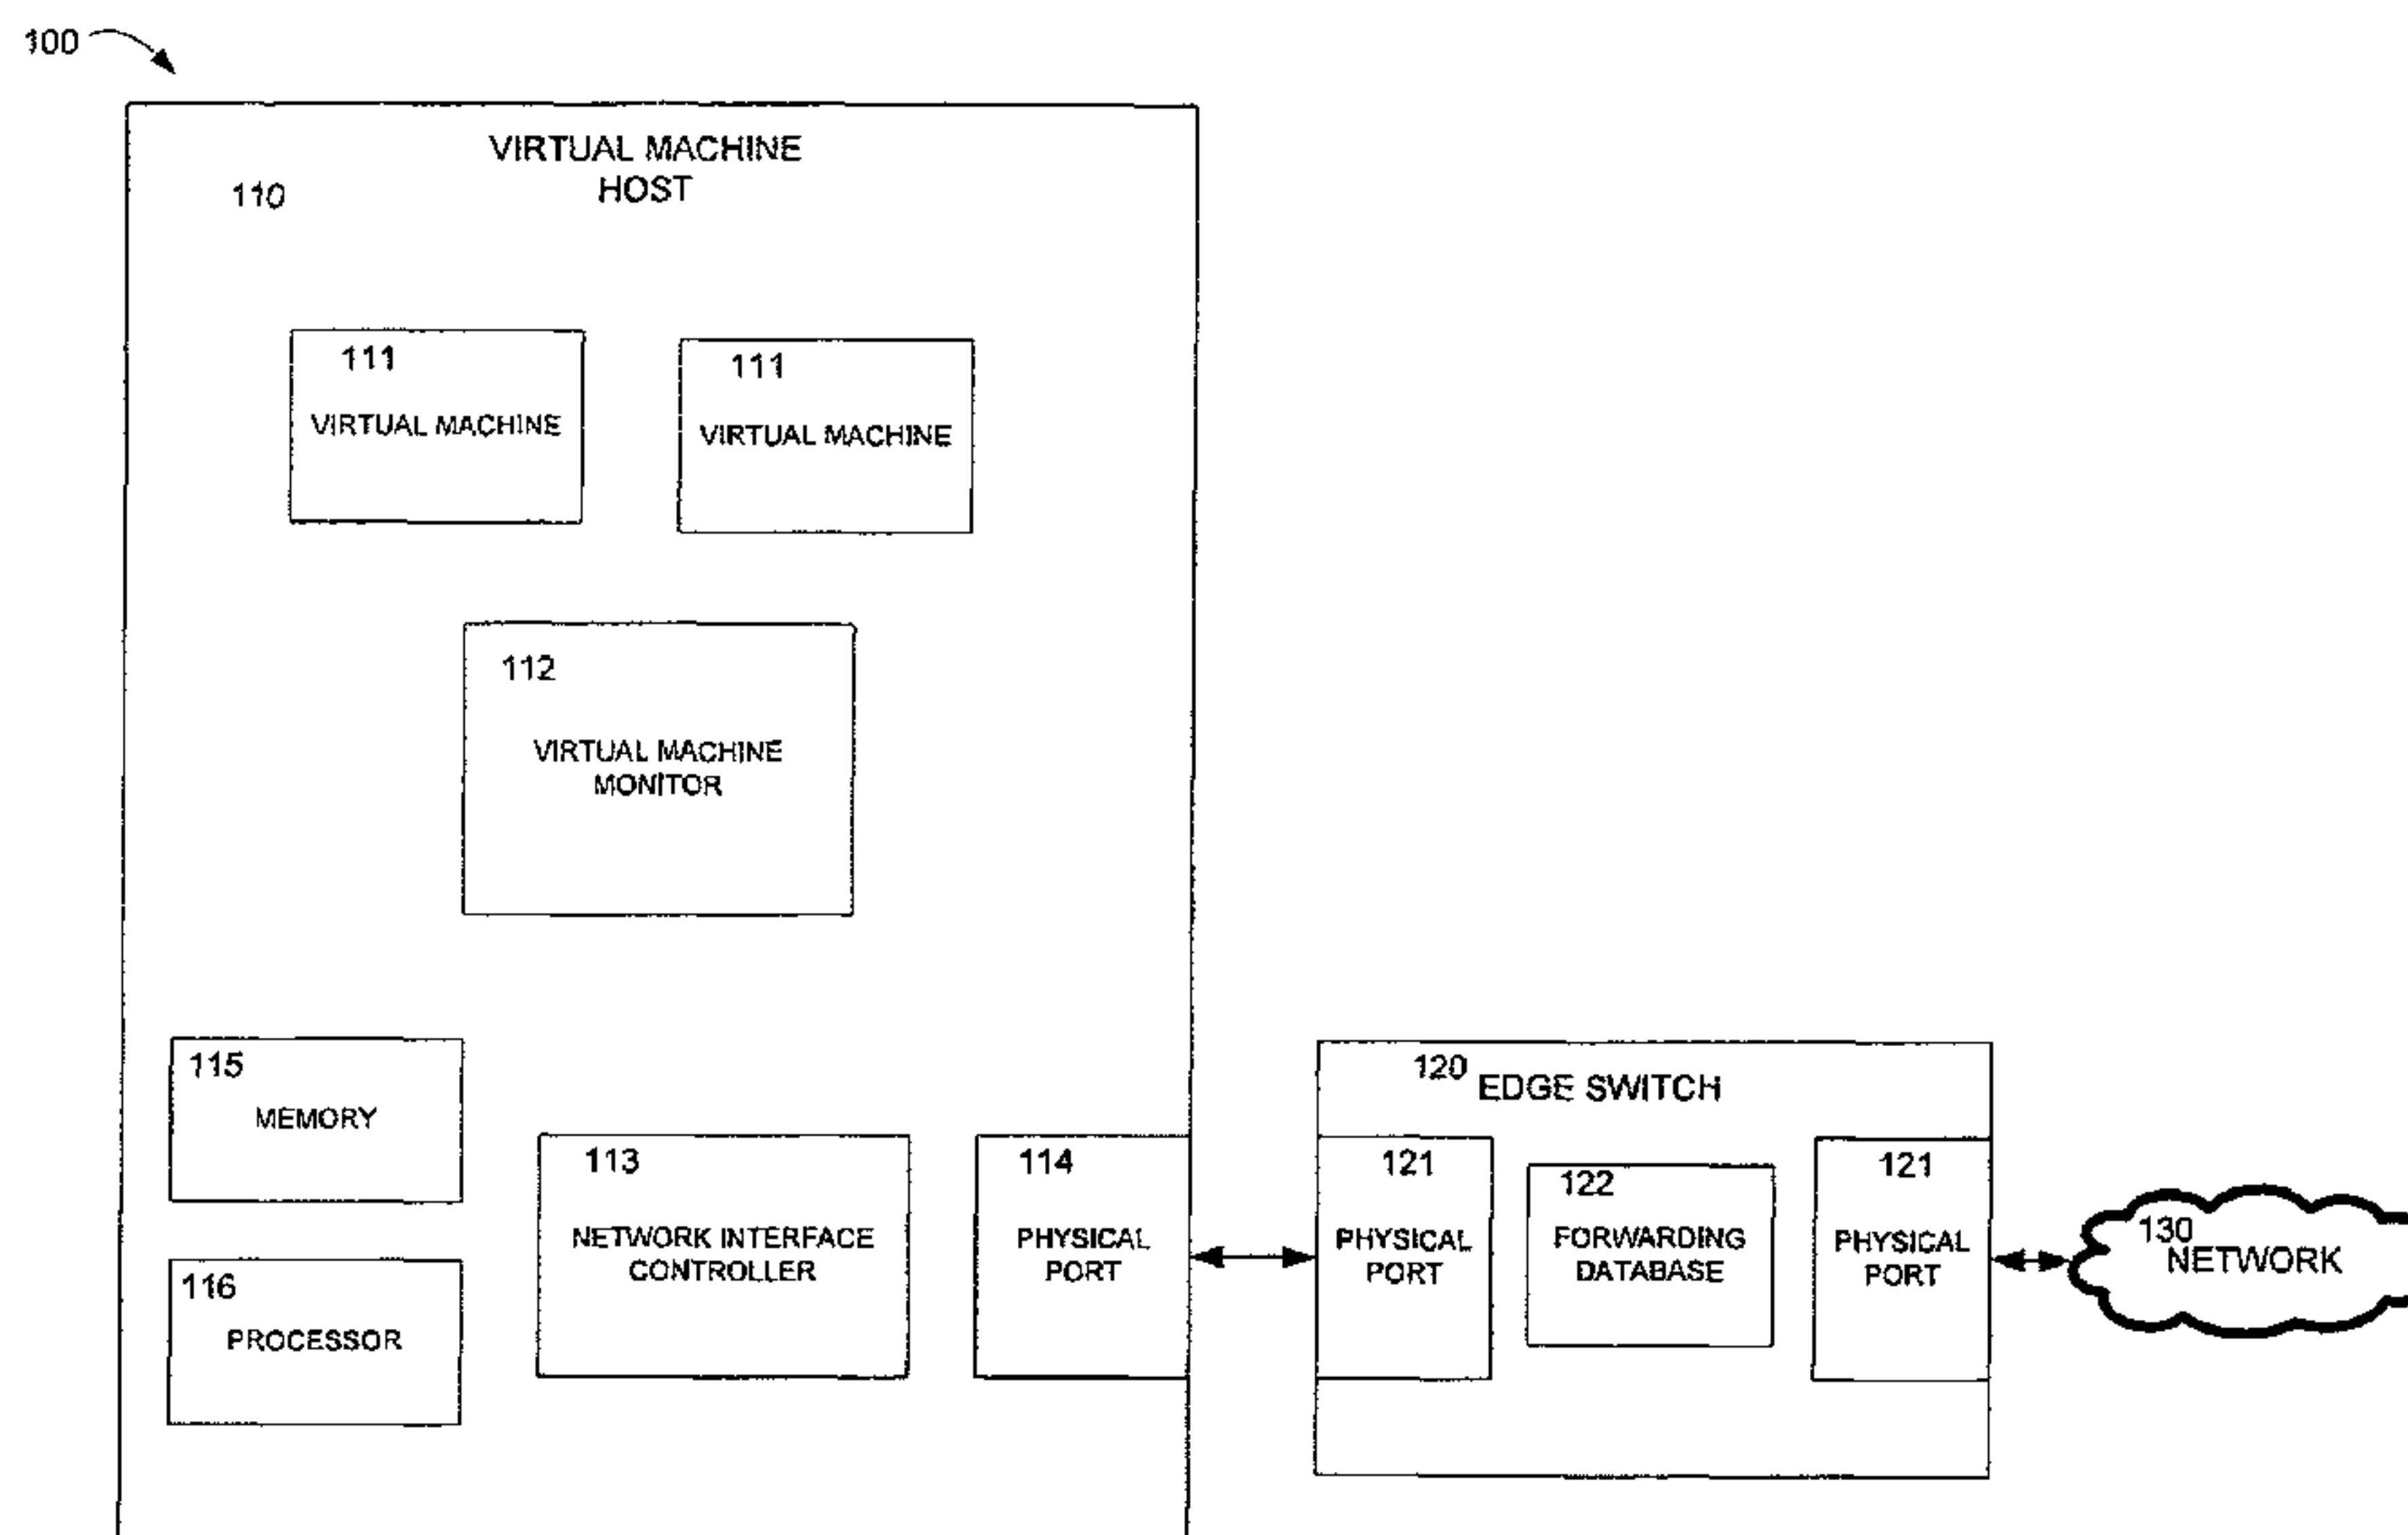 100
VIRTUAL MACHINE
HOST
110
111
VIRTUAL MACHINE
111
VIRTUAL MACHINE
112
VIRTUAL MACHINE
MONITOR
115
MEMORY
116
PROCESSOR
113
NETWORK INTERFACE
CONTROLLER
114
PHYSICAL
PORT
120
EDGE SWITCH
121
PHYSICAL
PORT
122
FORWARDING
DATABASE
121
PHYSICAL
PORT
130
NETWORK